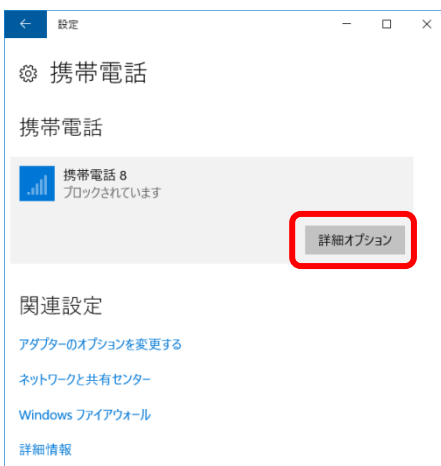 設定
携帯電話
携帯電話
携帯電話 8
ブロックされています
詳細オプション
関連設定
アダプターのオプションを変更する
ネットワークと共有センター
Windows ファイアウォール
詳細情報